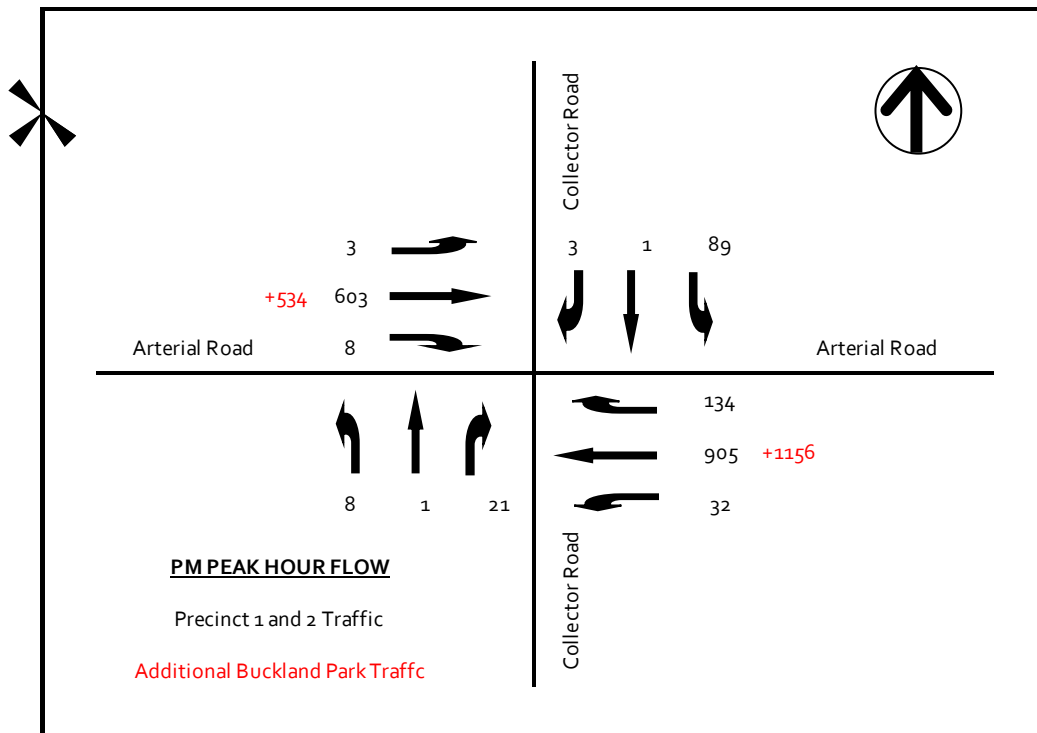 Collector Road
3
3 1 89
+534 603
Arterial Road 8 Arterial Road
134
905 +1156
8 1 21 32
PM PEAK HOUR FLOW
Precinct 1 and 2 Traffic
Collector Road
Additional Buckland Park Traffc